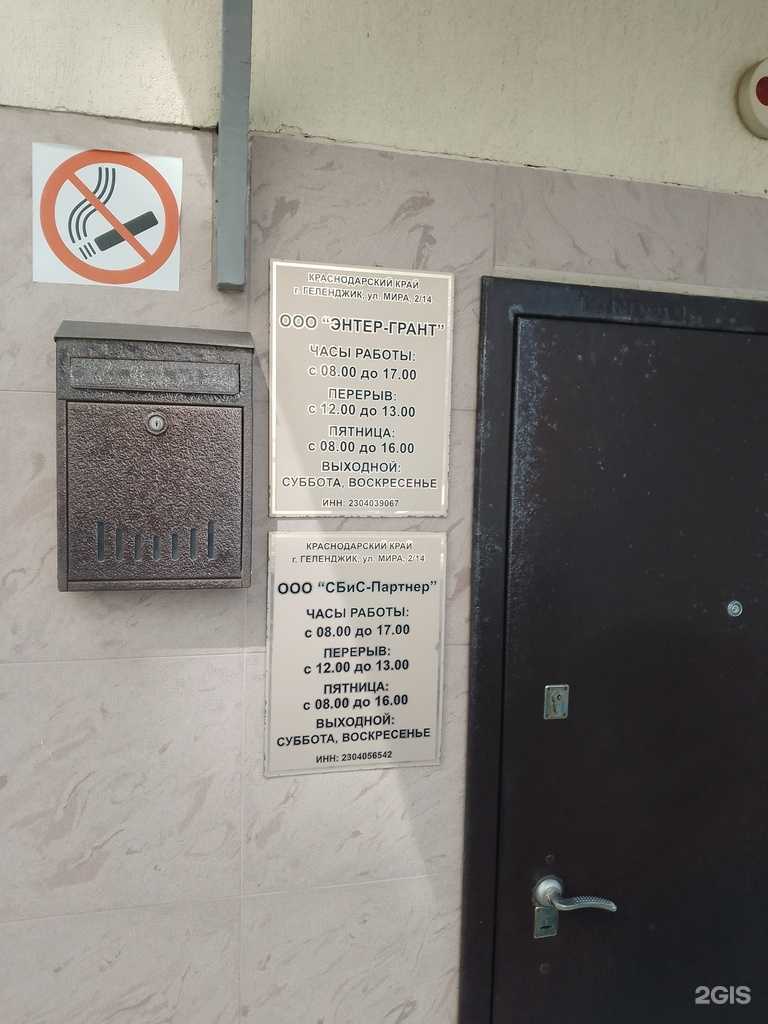 КРАСНОДАРСКИЙ КРАЙ
г. ГЕЛЕНДЖИК, ул. МИРА, 2/14
ООО "ЭНТЕР-ГРАНТ"
ЧАСЫ РАБОТЫ:
с 08.00 до 17.00
ПЕРЕРЫВ:
с 12.00 до 13.00
ПЯТНИЦА:
с 08.00 до 16.00
ВЫХОДНОЙ:
СУББОТА, ВОСКРЕСЕНЬЕ
ИНН: 2304039067
КРАСНОДАРСКИЙ КРАЙ
г. ГЕЛЕНДЖИК, ул. МИРА, 2/14
ООО "СБиС-Партнер"
ЧАСЫ РАБОТЫ:
с 08.00 до 17.00
ПЕРЕРЫВ:
с 12.00 до 13.00
ПЯТНИЦА:
с 08.00 до 16.00
ВЫХОДНОЙ:
СУББОТА, ВОСКРЕСЕНЬЕ
ИНН: 2304056542
2GIS